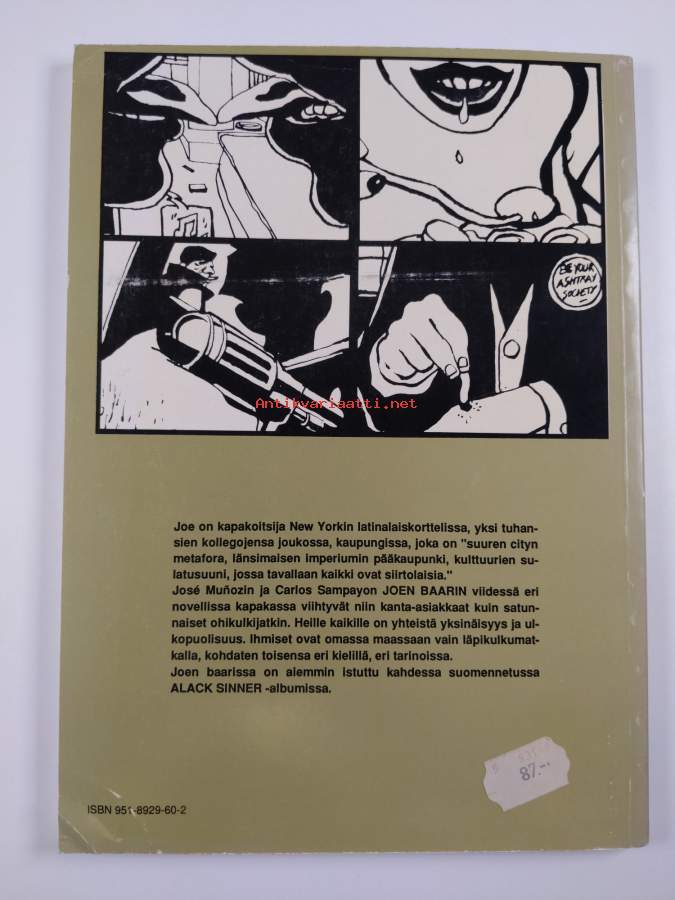 EYE YOUR
ASHTRAY
SOCIETY
Antikvariaatti.net
Joe on kapakoitsija New Yorkin latinalaiskorttelissa, yksi tuhan-
sien kollegojensa joukossa, kaupungissa, joka on "suuren cityn
metafora, länsimaisen imperiumin pääkaupunki, kulttuurien su-
latusuuni, jossa tavallaan kaikki ovat siirtolaisia."
José Muñozin ja Carlos Sampayon JOEN BAARIN viidessä eri
novellissa kapakassa viihtyvät niin kanta-asiakkaat kuin satun-
naiset ohikulkijatkin. Heille kaikille on yhteistä yksinäisyys ja ul-
kopuolisuus. Ihmiset ovat omassa maassaan vain läpikulkumat-
kalla, kohdaten toisensa eri kielillä, eri tarinoissa.
Joen baarissa on aiemmin istuttu kahdessa suomennetussa
ALACK SINNER -albumissa.
87.-
ISBN 951-8929-60-2